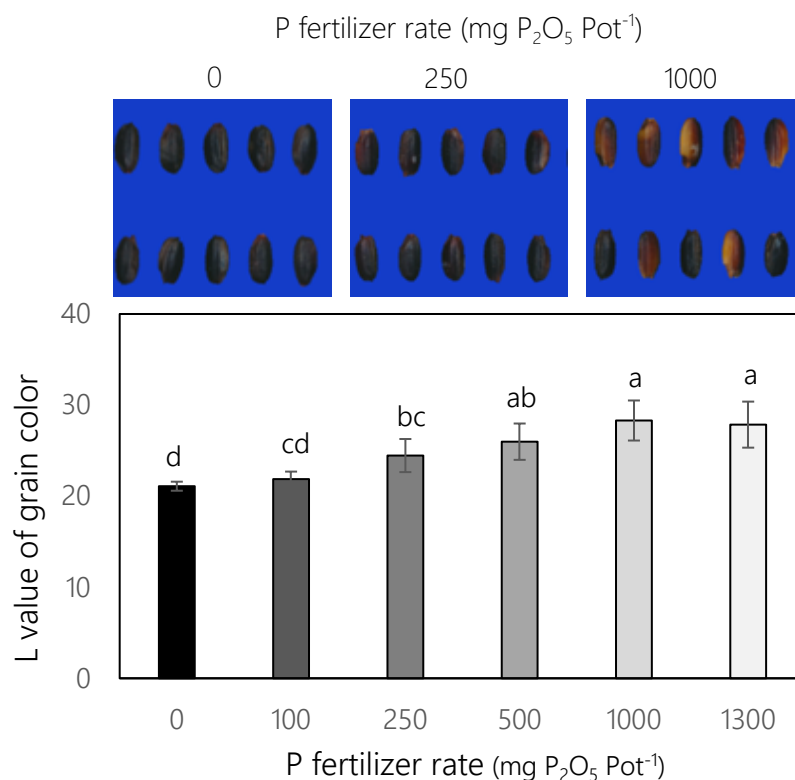 P fertilizer rate (mg P₂O₅ Pot⁻¹)
0 250 1000
40
30
20
10
0
L value of grain color
d cd bc ab a a
0 100 250 500 1000 1300
P fertilizer rate (mg P₂O₅ Pot⁻¹)